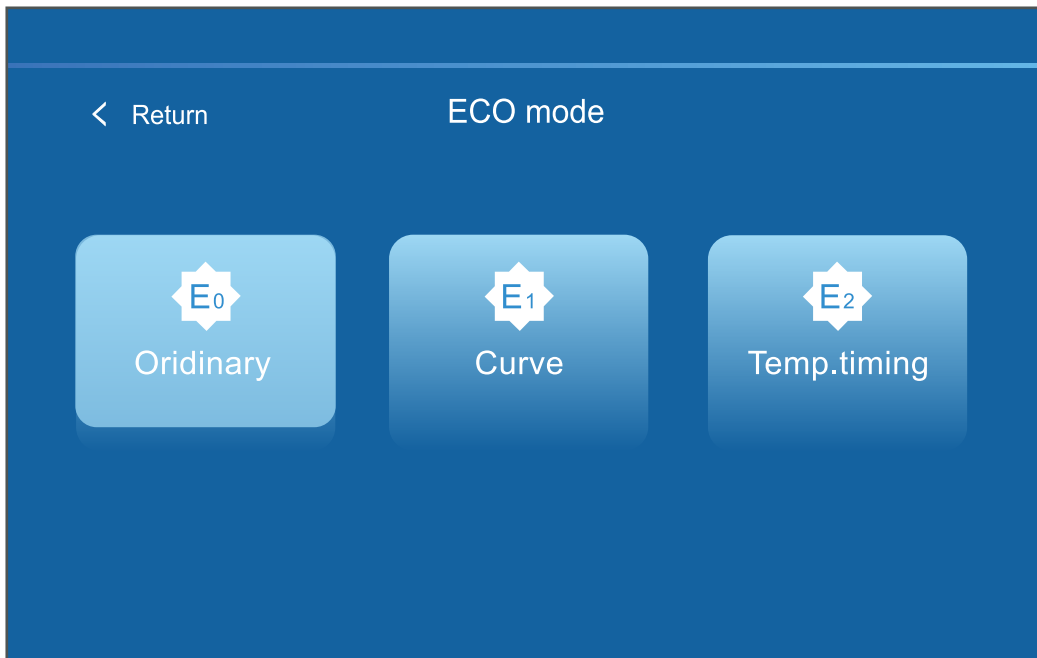 Return
ECO mode
E0
E1
E2
Oridinary
Curve
Temp.timing